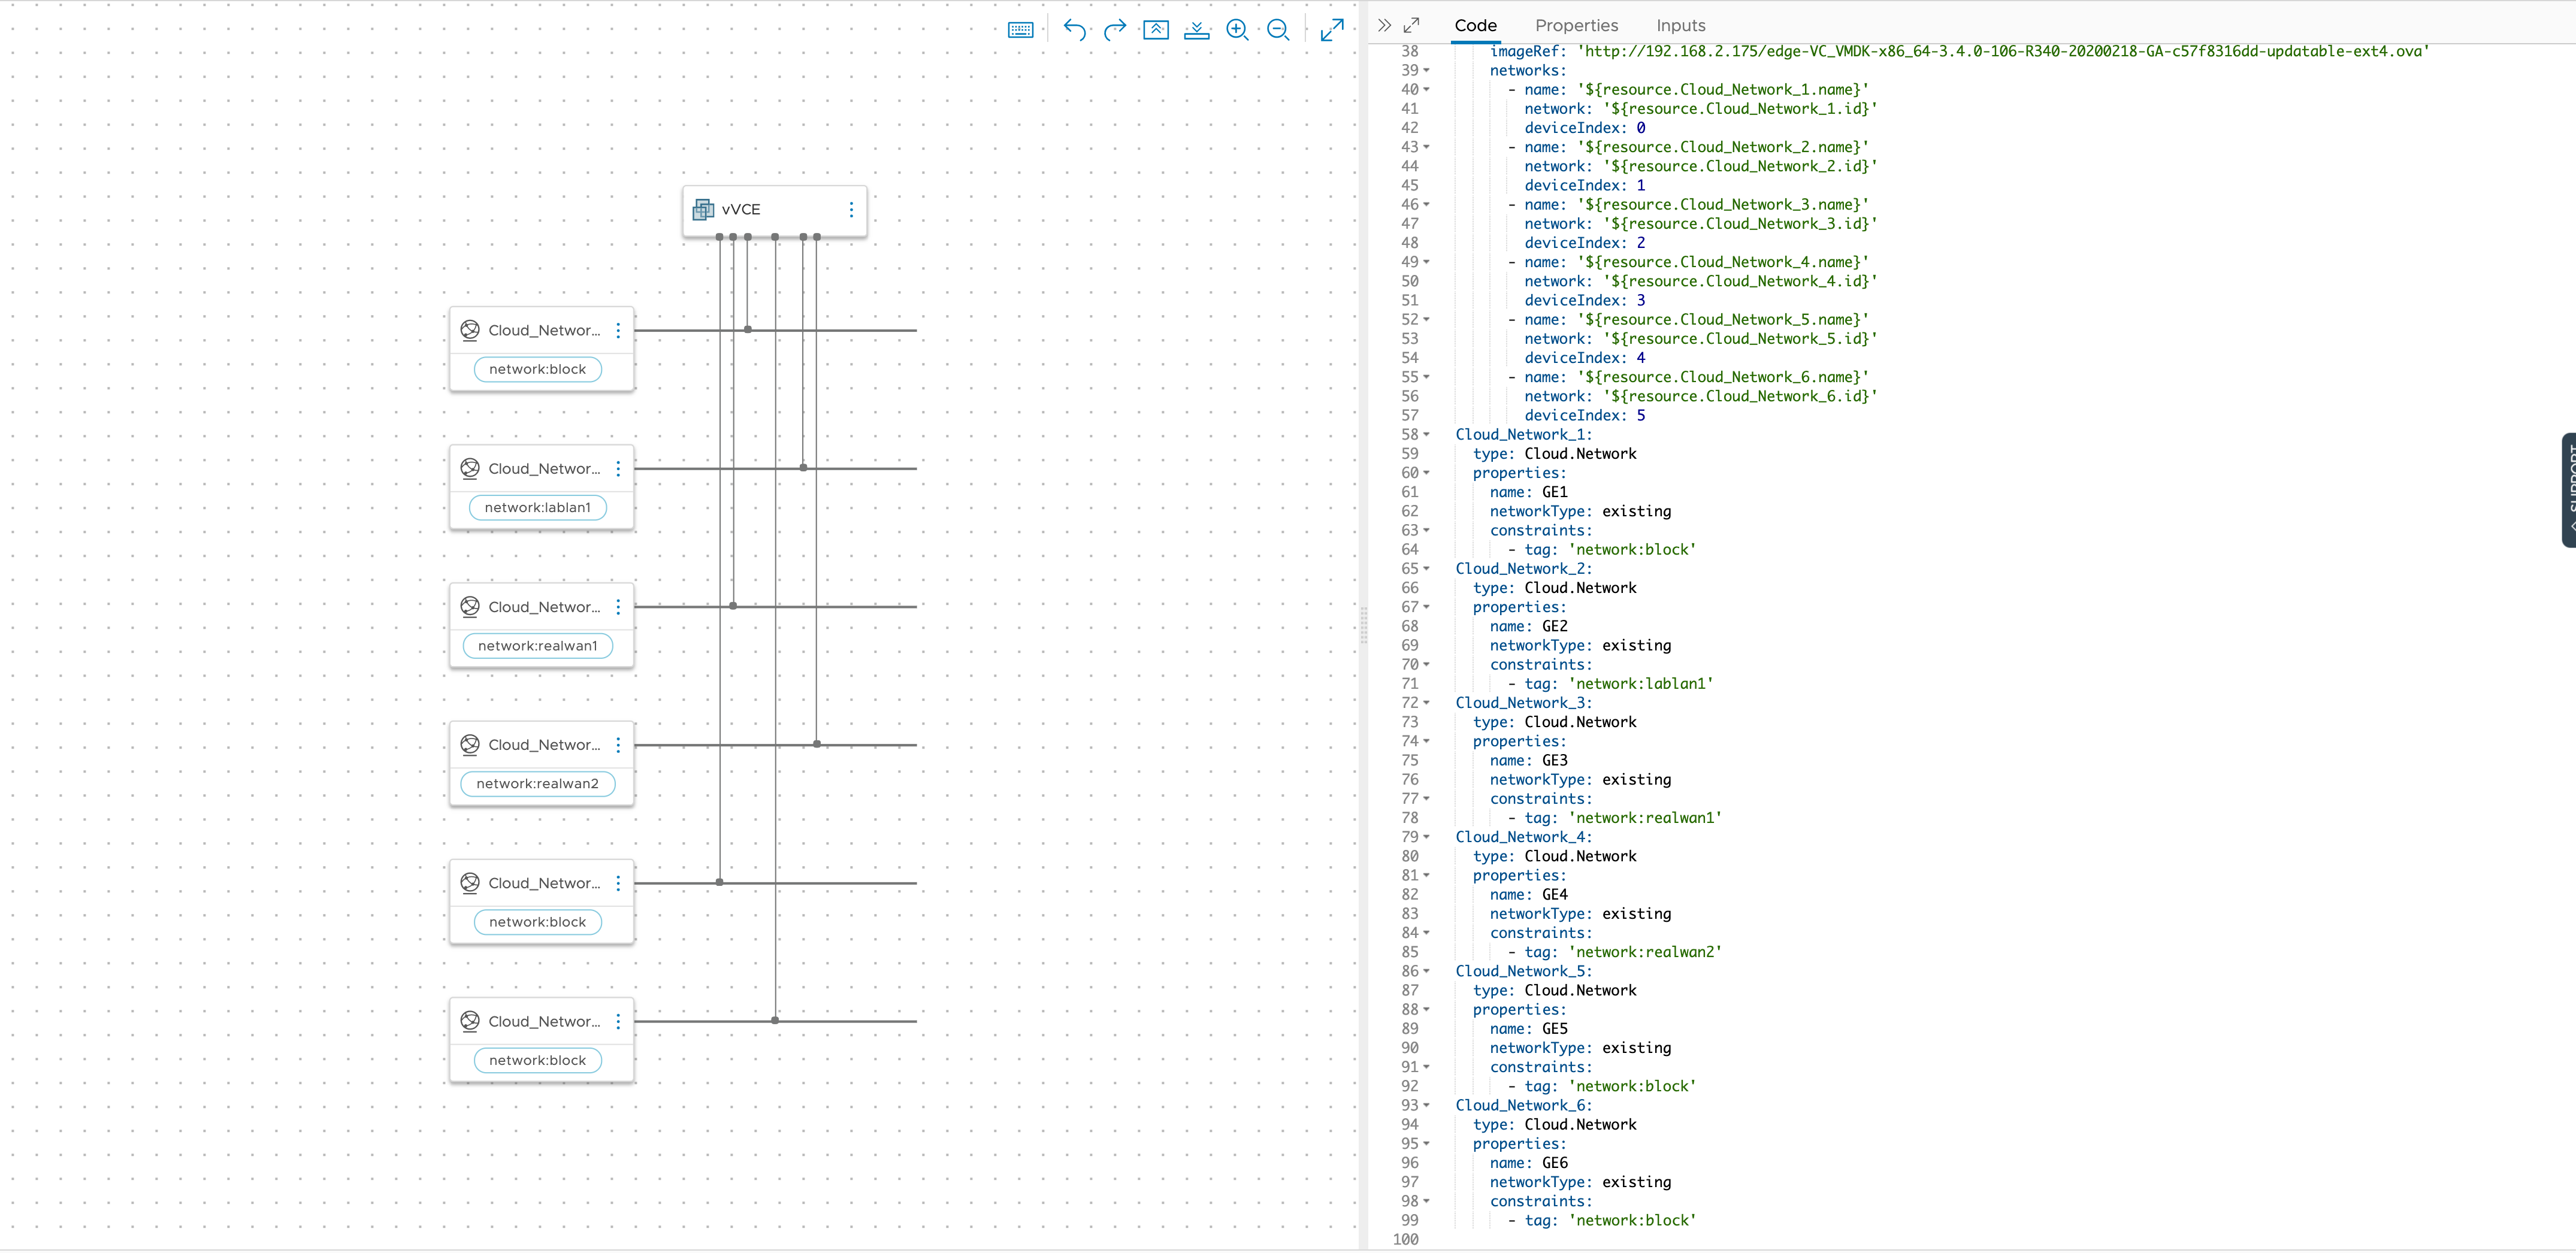 vVCE
Cloud_Networ...
network:block
Cloud_Networ...
network:lablan1
Cloud_Networ...
network:realwan1
Cloud_Networ...
network:realwan2
Cloud_Networ...
network:block
Cloud_Networ...
network:block
Code Properties Inputs
38 imageRef: 'http://192.168.2.175/edge-VC_VMDK-x86_64-3.4.0-106-R340-20200218-GA-c57f8316dd-updatable-ext4.ova'
39 networks:
40 - name: '${resource.Cloud_Network_1.name}'
41 network: '${resource.Cloud_Network_1.id}'
42 deviceIndex: 0
43 - name: '${resource.Cloud_Network_2.name}'
44 network: '${resource.Cloud_Network_2.id}'
45 deviceIndex: 1
46 - name: '${resource.Cloud_Network_3.name}'
47 network: '${resource.Cloud_Network_3.id}'
48 deviceIndex: 2
49 - name: '${resource.Cloud_Network_4.name}'
50 network: '${resource.Cloud_Network_4.id}'
51 deviceIndex: 3
52 - name: '${resource.Cloud_Network_5.name}'
53 network: '${resource.Cloud_Network_5.id}'
54 deviceIndex: 4
55 - name: '${resource.Cloud_Network_6.name}'
56 network: '${resource.Cloud_Network_6.id}'
57 deviceIndex: 5
58 Cloud_Network_1:
59 type: Cloud.Network
60 properties:
61 name: GE1
62 networkType: existing
63 constraints:
64 - tag: 'network:block'
65 Cloud_Network_2:
66 type: Cloud.Network
67 properties:
68 name: GE2
69 networkType: existing
70 constraints:
71 - tag: 'network:lablan1'
72 Cloud_Network_3:
73 type: Cloud.Network
74 properties:
75 name: GE3
76 networkType: existing
77 constraints:
78 - tag: 'network:realwan1'
79 Cloud_Network_4:
80 type: Cloud.Network
81 properties:
82 name: GE4
83 networkType: existing
84 constraints:
85 - tag: 'network:realwan2'
86 Cloud_Network_5:
87 type: Cloud.Network
88 properties:
89 name: GE5
90 networkType: existing
91 constraints:
92 - tag: 'network:block'
93 Cloud_Network_6:
94 type: Cloud.Network
95 properties:
96 name: GE6
97 networkType: existing
98 constraints:
99 - tag: 'network:block'
100
SUPPORT